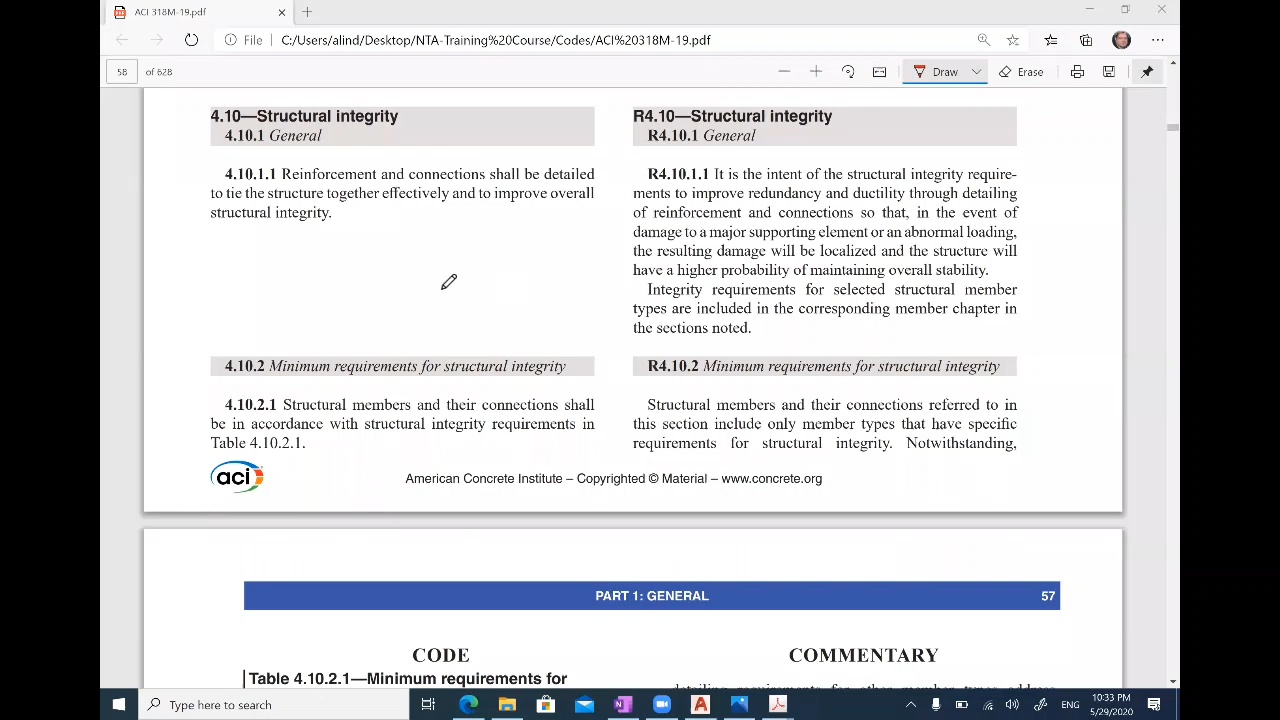 ACI 318M-19.pdf
File C:/Users/alind/Desktop/NTA-Training%20Course/Codes/ACI%20318M-19.pdf
58 of 628 Draw Erase
4.10—Structural integrity
4.10.1 General
4.10.1.1 Reinforcement and connections shall be detailed
to tie the structure together effectively and to improve overall
structural integrity.
4.10.2 Minimum requirements for structural integrity
4.10.2.1 Structural members and their connections shall
be in accordance with structural integrity requirements in
Table 4.10.2.1.
R4.10—Structural integrity
R4.10.1 General
R4.10.1.1 It is the intent of the structural integrity require-
ments to improve redundancy and ductility through detailing
of reinforcement and connections so that, in the event of
damage to a major supporting element or an abnormal loading,
the resulting damage will be localized and the structure will
have a higher probability of maintaining overall stability.
Integrity requirements for selected structural member
types are included in the corresponding member chapter in
the sections noted.
R4.10.2 Minimum requirements for structural integrity
Structural members and their connections referred to in
this section include only member types that have specific
requirements for structural integrity. Notwithstanding,
aci
American Concrete Institute – Copyrighted © Material – www.concrete.org
PART 1: GENERAL 57
CODE
Table 4.10.2.1—Minimum requirements for
COMMENTARY
detailing requirements for other member types address
Type here to search
ENG
10:33 PM
5/29/2020